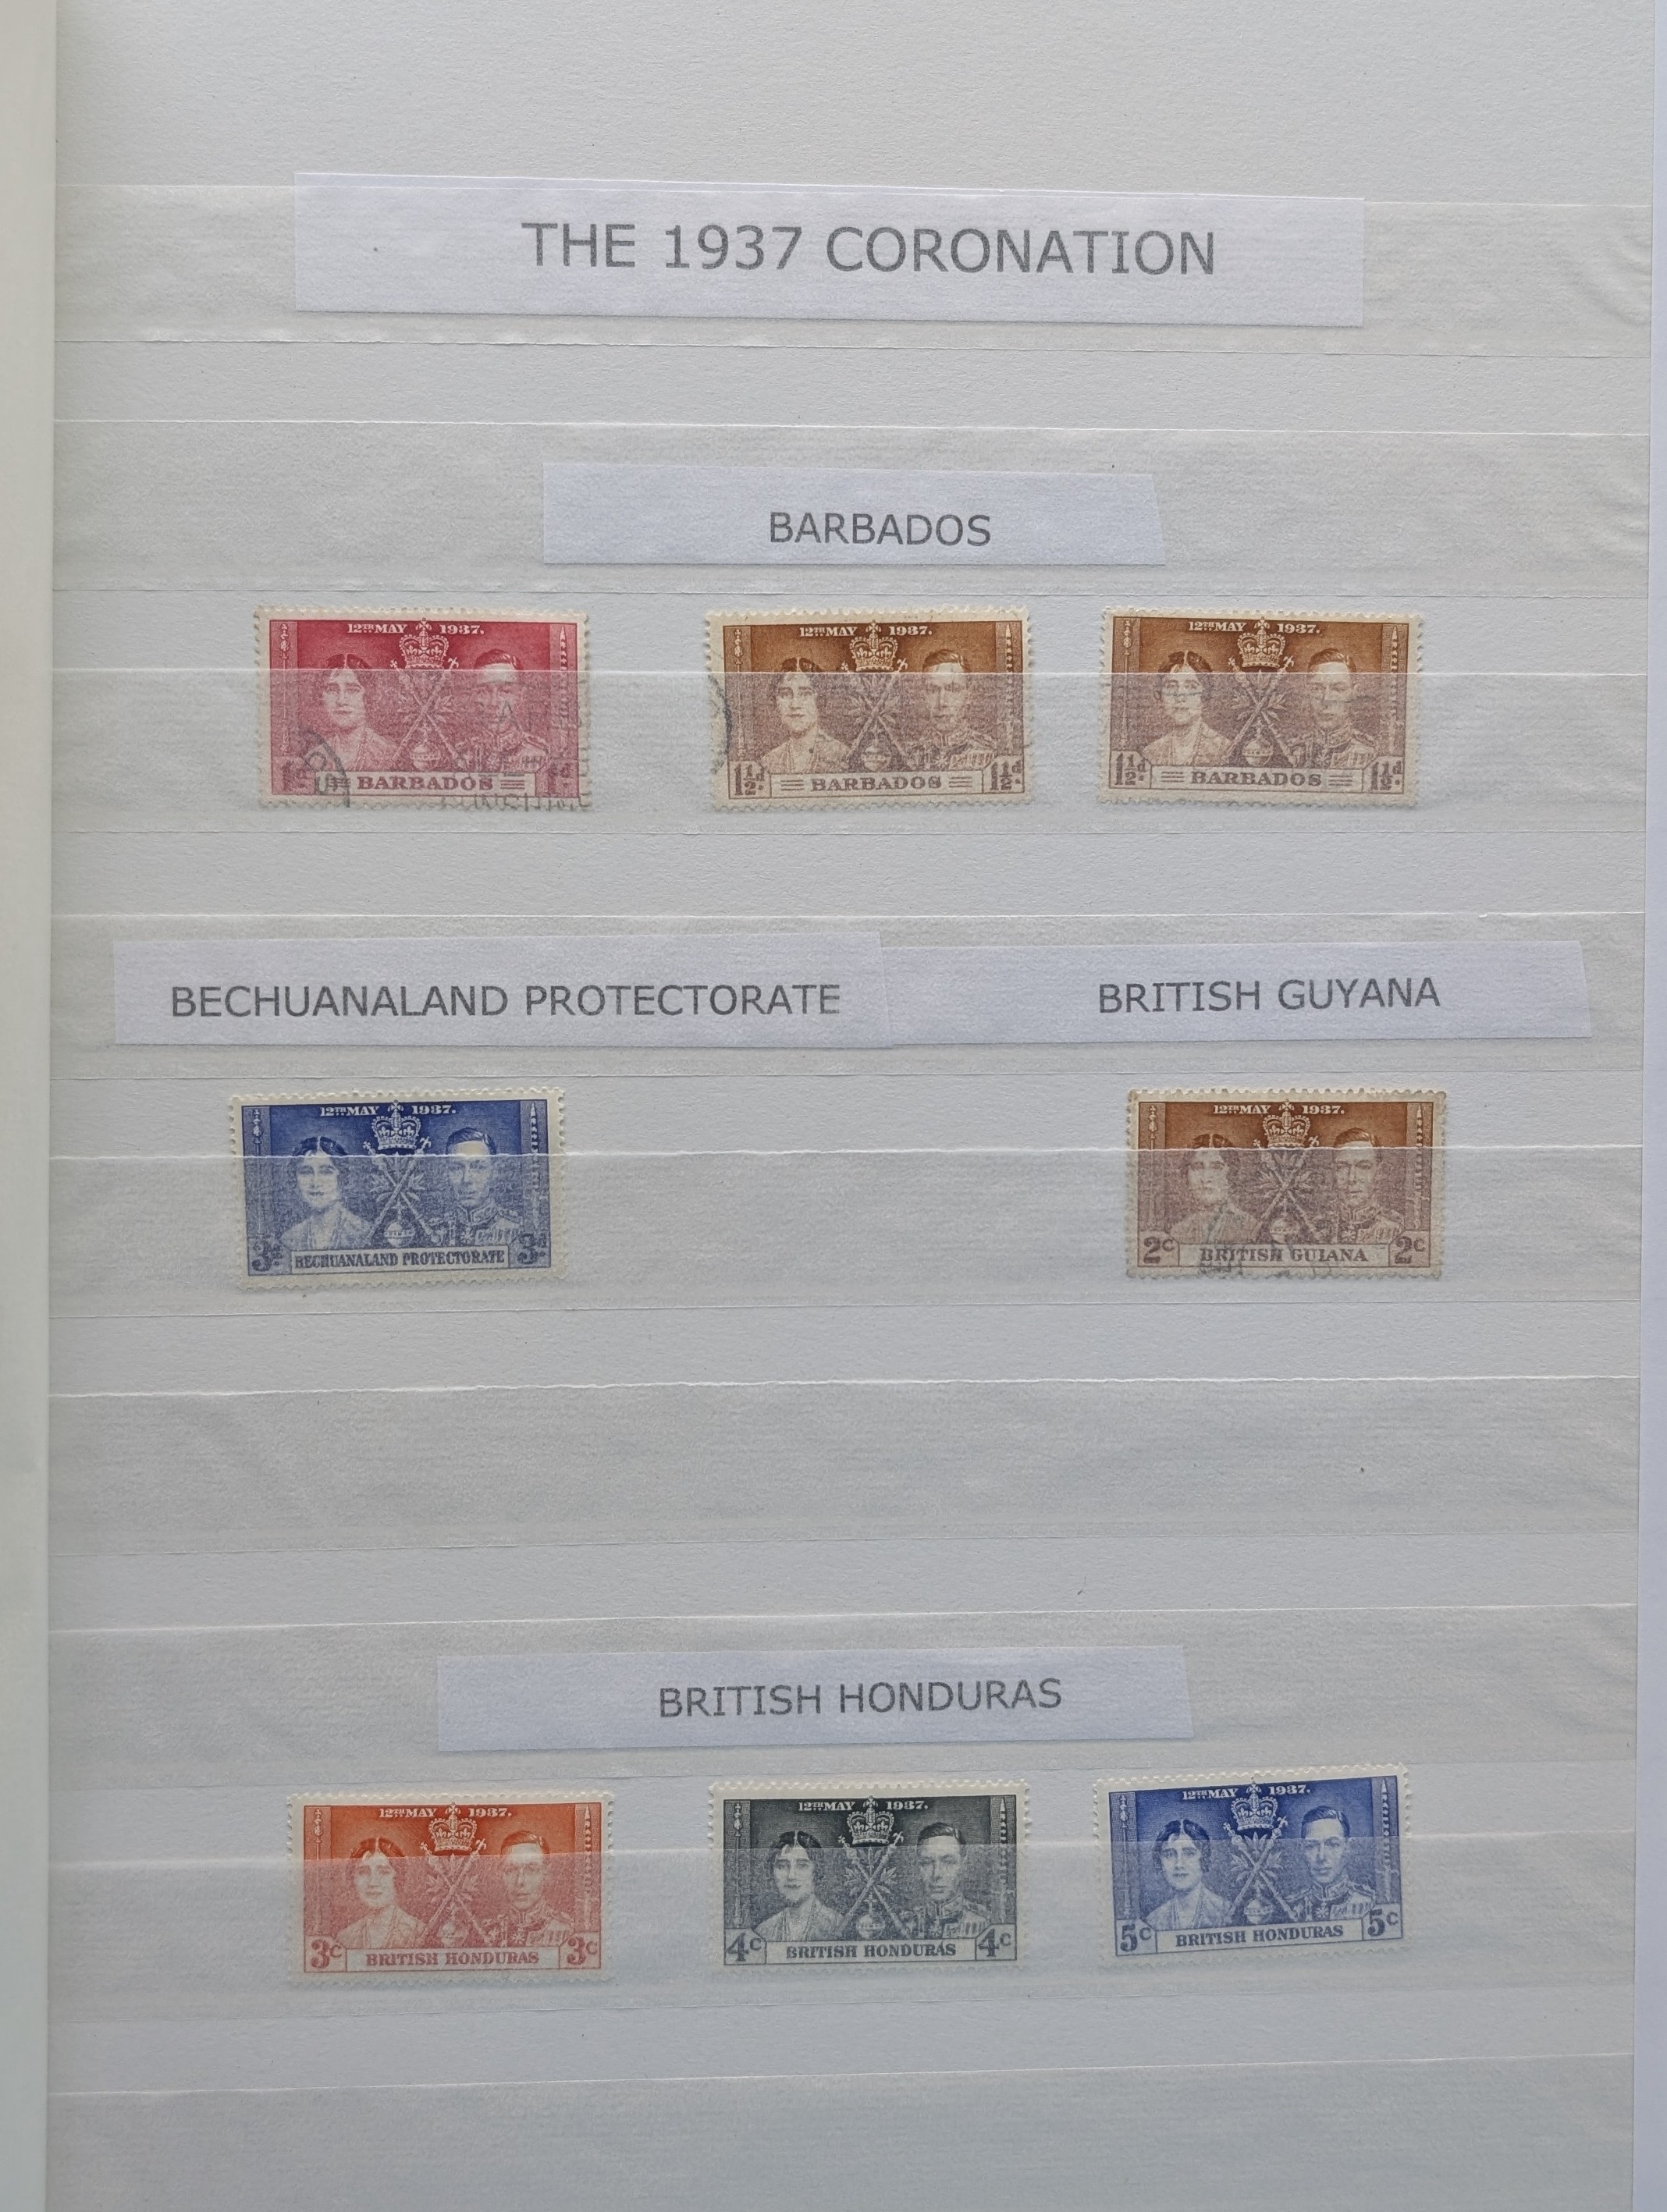 THE 1937 CORONATION
BARBADOS
12TH MAY 1937.
1d BARBADOS 1d
12TH MAY 1937.
1½d. BARBADOS 1½d.
12TH MAY 1937.
1½d. BARBADOS 1½d.
BECHUANALAND PROTECTORATE
BRITISH GUYANA
12TH MAY 1937.
3d. BECHUANALAND PROTECTORATE 3d.
12TH MAY 1937.
2C BRITISH GUIANA 2C
BRITISH HONDURAS
12TH MAY 1937.
3C BRITISH HONDURAS 3C
12TH MAY 1937.
4C BRITISH HONDURAS 4C
12TH MAY 1937.
5C BRITISH HONDURAS 5C